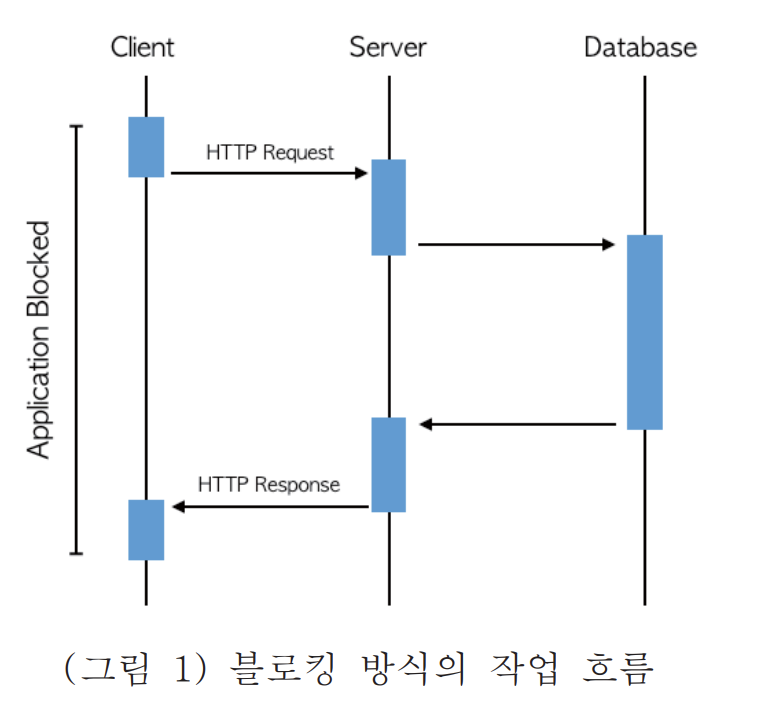 Client Server Database
HTTP Request
Application Blocked
HTTP Response
(그림 1) 블로킹 방식의 작업 흐름